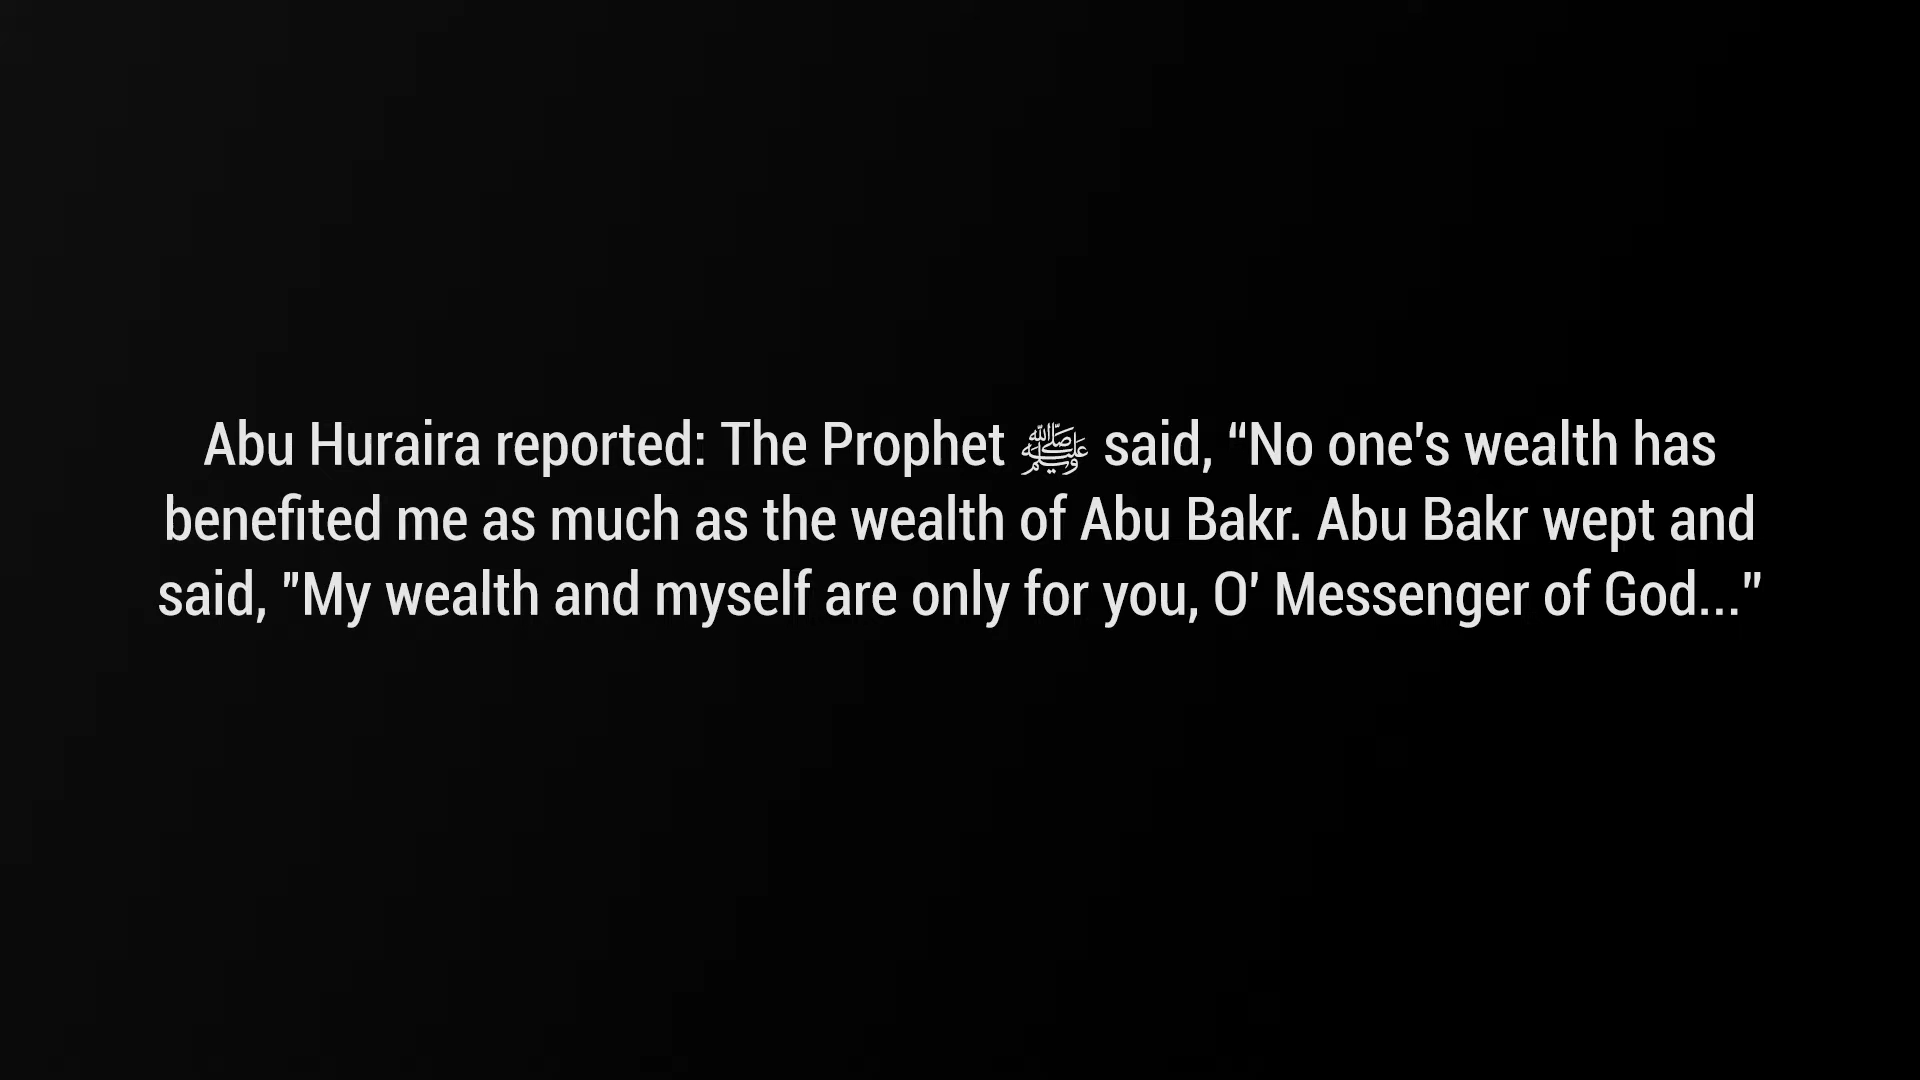 Abu Huraira reported: The Prophet ﷺ said, “No one's wealth has
benefited me as much as the wealth of Abu Bakr. Abu Bakr wept and
said, "My wealth and myself are only for you, O' Messenger of God...”